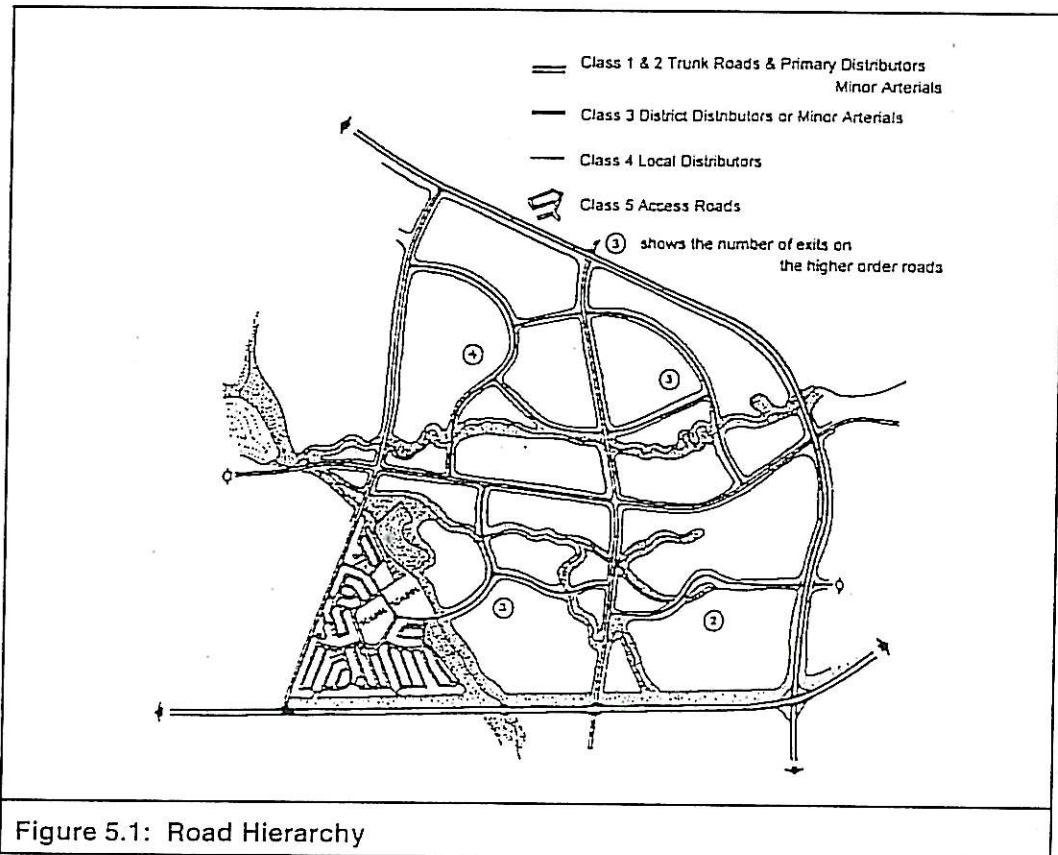 Class 1 & 2 Trunk Roads & Primary Distributors
Minor Arterials
Class 3 District Distributors or Minor Arterials
Class 4 Local Distributors
Class 5 Access Roads
3 shows the number of exits on
the higher order roads
4
3
3
2
Figure 5.1: Road Hierarchy